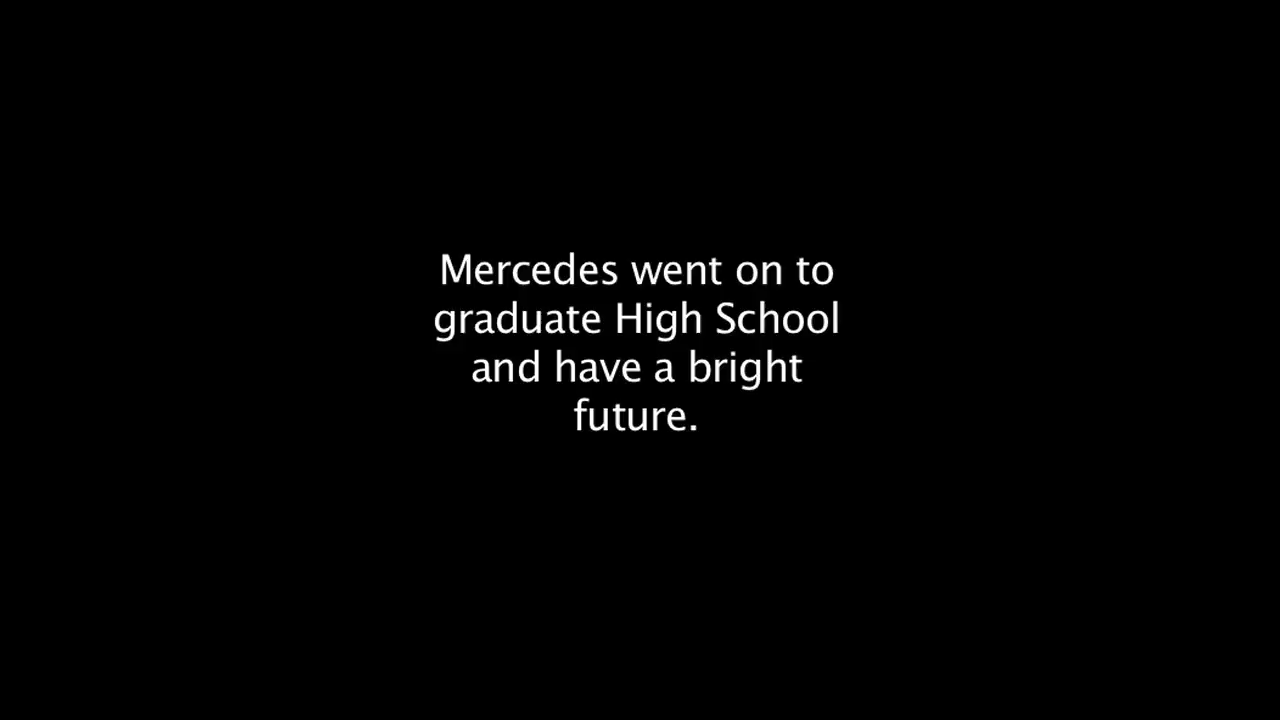 Mercedes went on to
graduate High School
and have a bright
future.